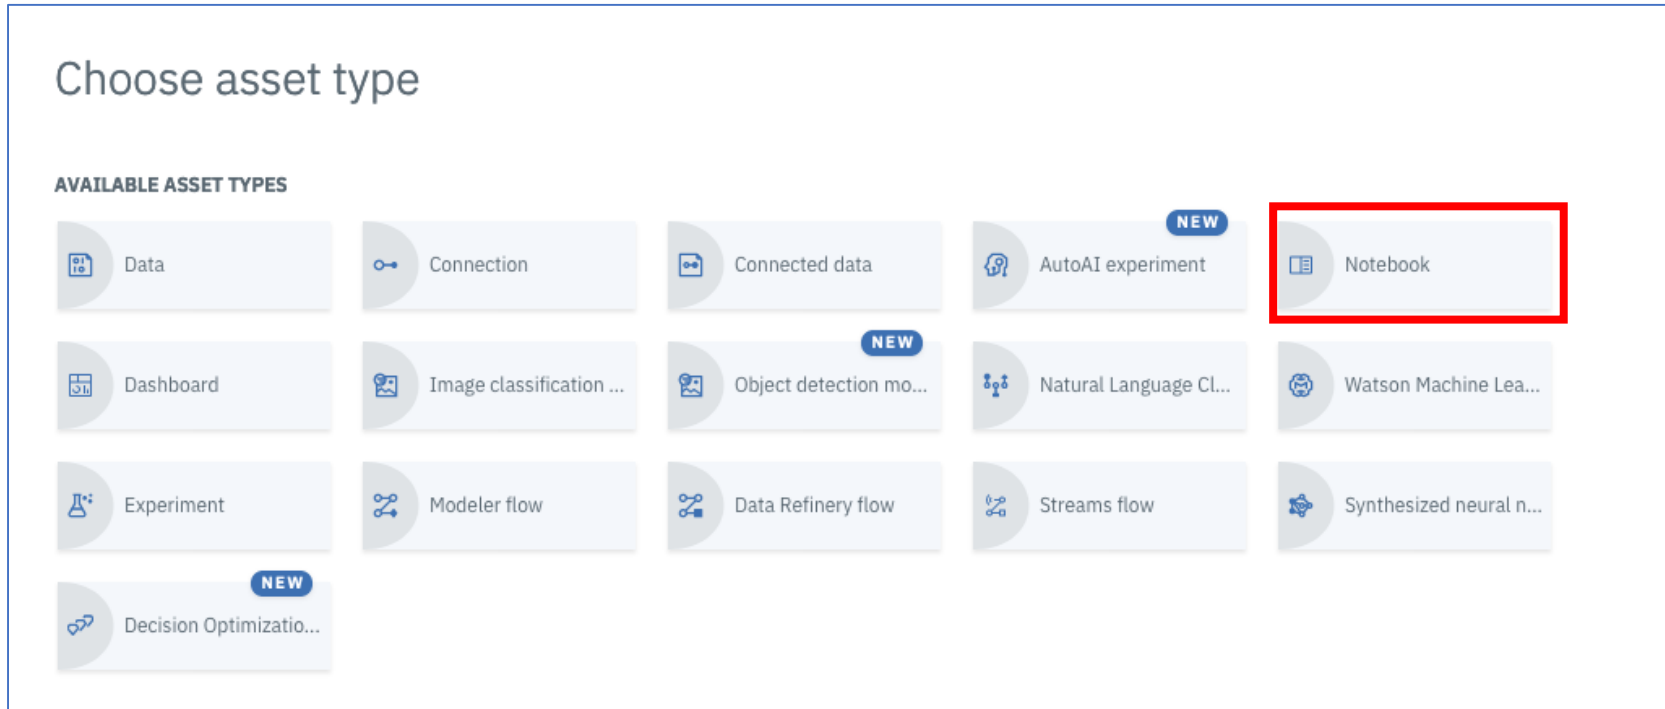 Choose asset type
AVAILABLE ASSET TYPES
NEW
Data
Connection
Connected data
AutoAI experiment
Notebook
NEW
Dashboard
Image classification ...
Object detection mo...
Natural Language Cl...
Watson Machine Lea...
Experiment
Modeler flow
Data Refinery flow
Streams flow
Synthesized neural n...
NEW
Decision Optimizatio...